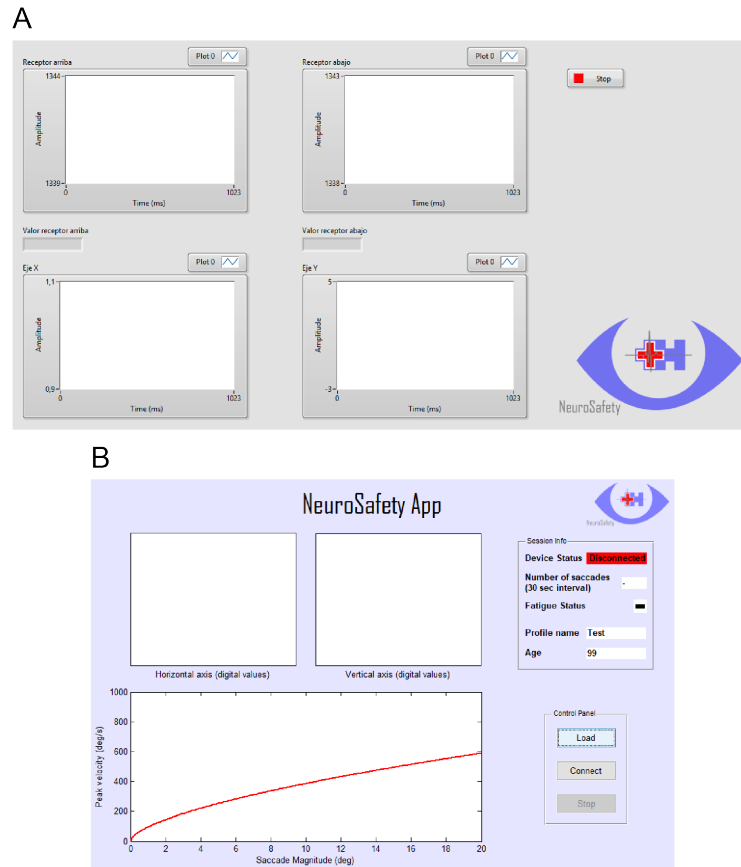 A
Receptor arriba
Plot 0
1344
Amplitude
1339
0
1023
Time (ms)
Receptor abajo
Plot 0
1343
Amplitude
1338
0
1023
Time (ms)
Stop
Valor receptor arriba
Valor receptor abajo
Eje X
Plot 0
1,1
Amplitude
0,9
0
1023
Time (ms)
Eje Y
Plot 0
5
Amplitude
-3
0
1023
Time (ms)
H
NeuroSafety
B
NeuroSafety App
H
NeuroSafety
Horizontal axis (digital values)
Vertical axis (digital values)
Session Info
Device Status Disconnected
Number of saccades
(30 sec interval) -
Fatigue Status
Profile name Test
Age 99
1000
800
600
400
200
0
Peak velocity (deg/s)
0 2 4 6 8 10 12 14 16 18 20
Saccade Magnitude (deg)
Control Panel
Load
Connect
Stop